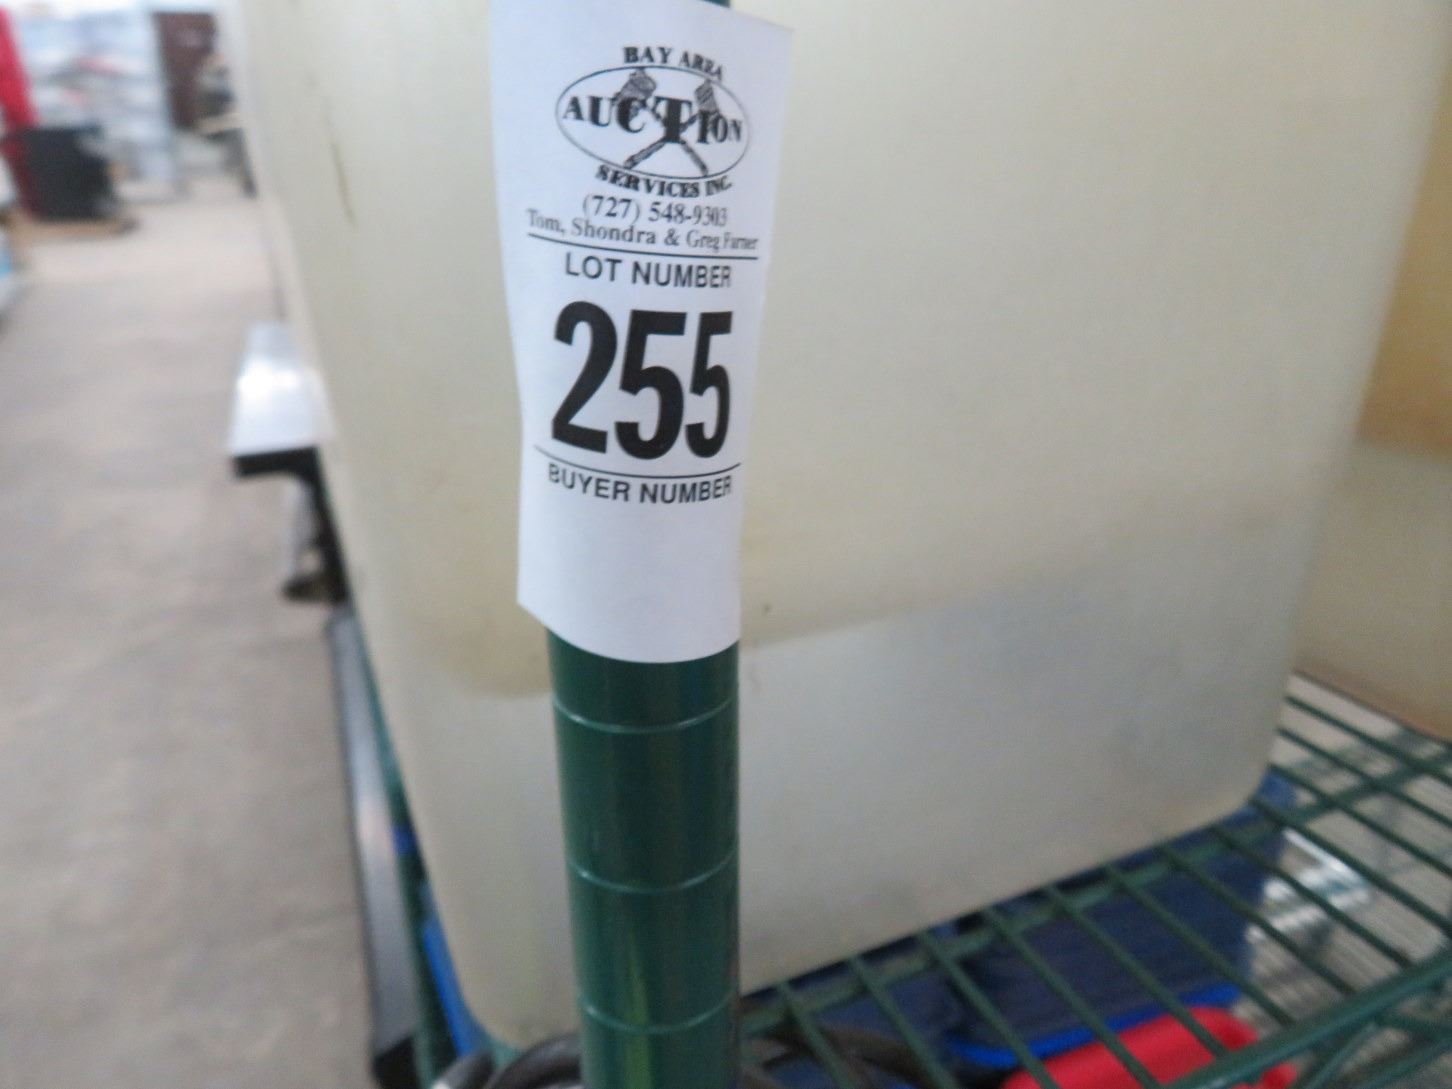 BAY AREA
AUCTION
SERVICES INC.
(727) 548-9303
Tom, Shondra & Greg Farner
LOT NUMBER
255
BUYER NUMBER